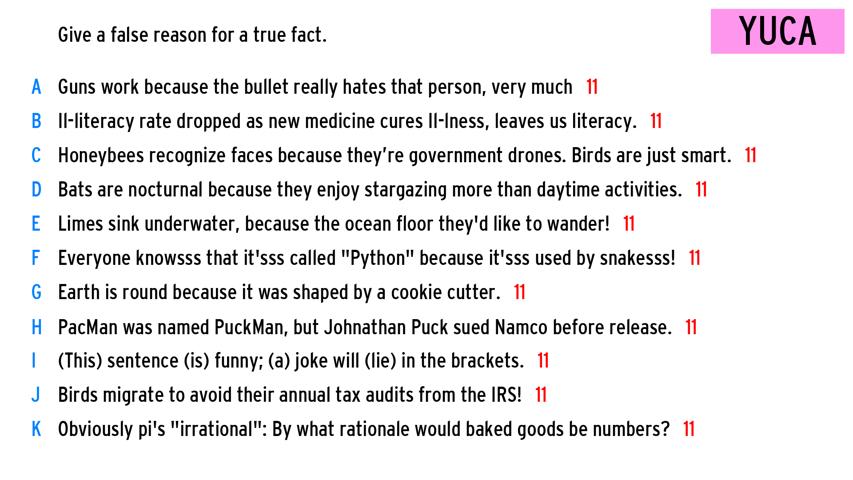 Give a false reason for a true fact.
YUCA
A Guns work because the bullet really hates that person, very much 11
B Il-literacy rate dropped as new medicine cures Il-lness, leaves us literacy. 11
C Honeybees recognize faces because they’re government drones. Birds are just smart. 11
D Bats are nocturnal because they enjoy stargazing more than daytime activities. 11
E Limes sink underwater, because the ocean floor they'd like to wander! 11
F Everyone knowsss that it'sss called "Python" because it'sss used by snakesss! 11
G Earth is round because it was shaped by a cookie cutter. 11
H PacMan was named PuckMan, but Johnathan Puck sued Namco before release. 11
I (This) sentence (is) funny; (a) joke will (lie) in the brackets. 11
J Birds migrate to avoid their annual tax audits from the IRS! 11
K Obviously pi's "irrational": By what rationale would baked goods be numbers? 11